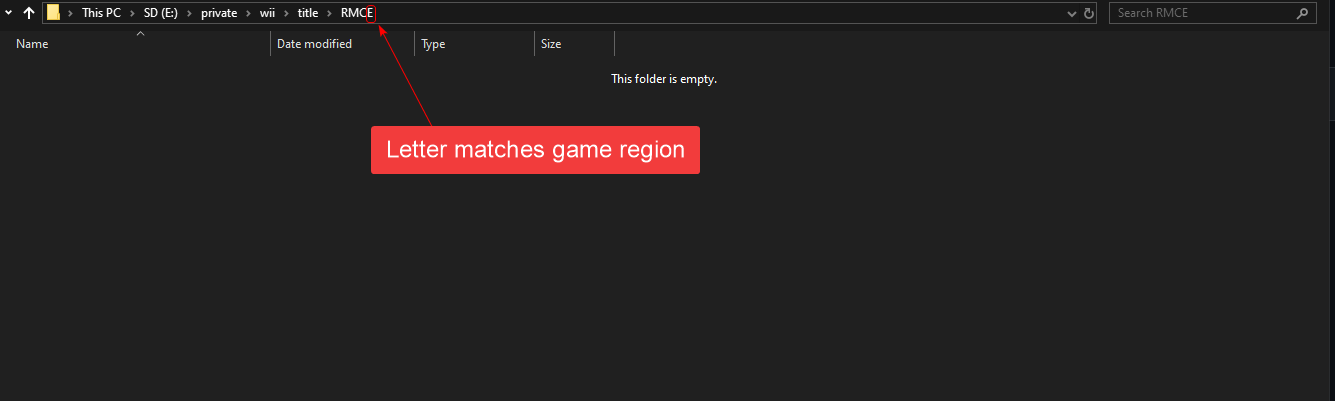 This PC > SD (E:) > private > wii > title > RMCE
Search RMCE
Name Date modified Type Size
This folder is empty.
Letter matches game region